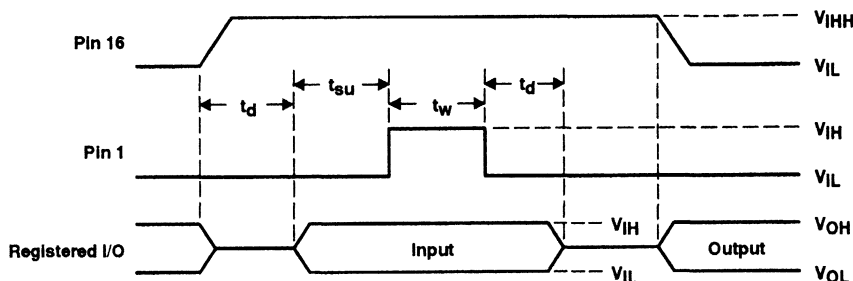 Pin 16
VIHH
VIL
td
tsu
tw
td
Pin 1
VIH
VIL
Registered I/O
Input
VIH
VIL
Output
VOH
VOL